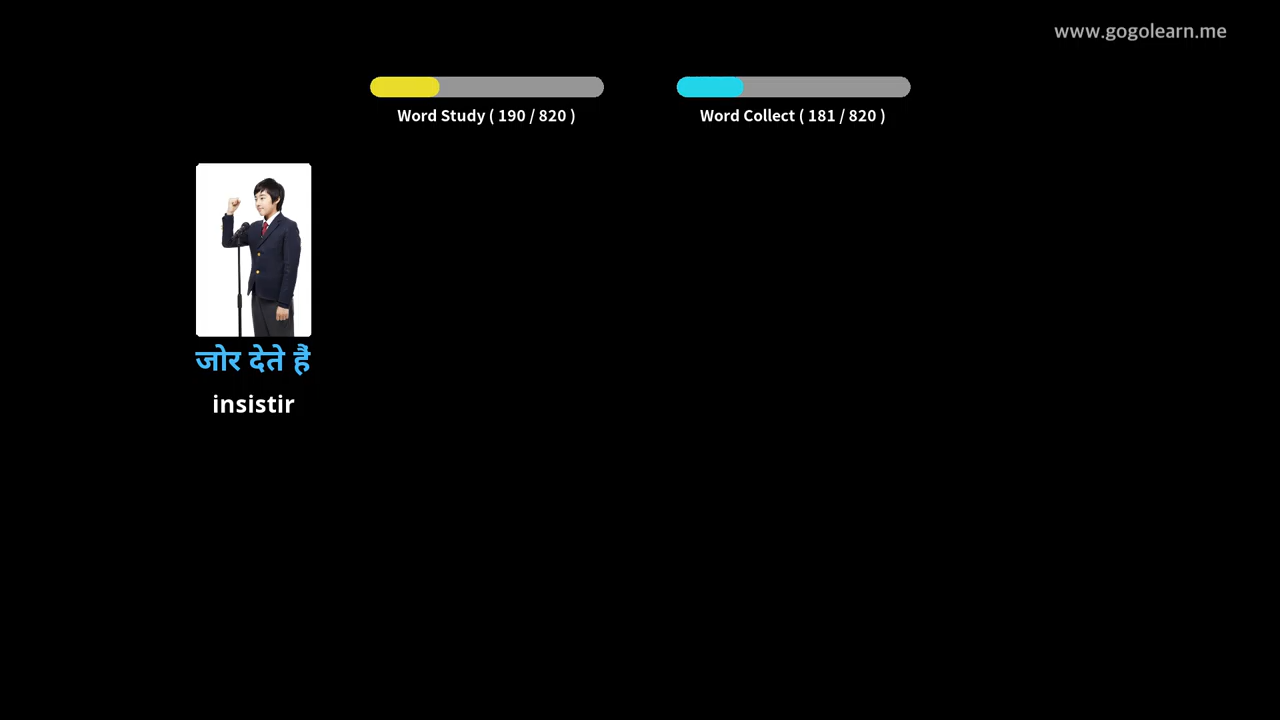 www.gogolearn.me
Word Study ( 190 / 820 )
Word Collect ( 181 / 820 )
जोर देते हैं
insistir